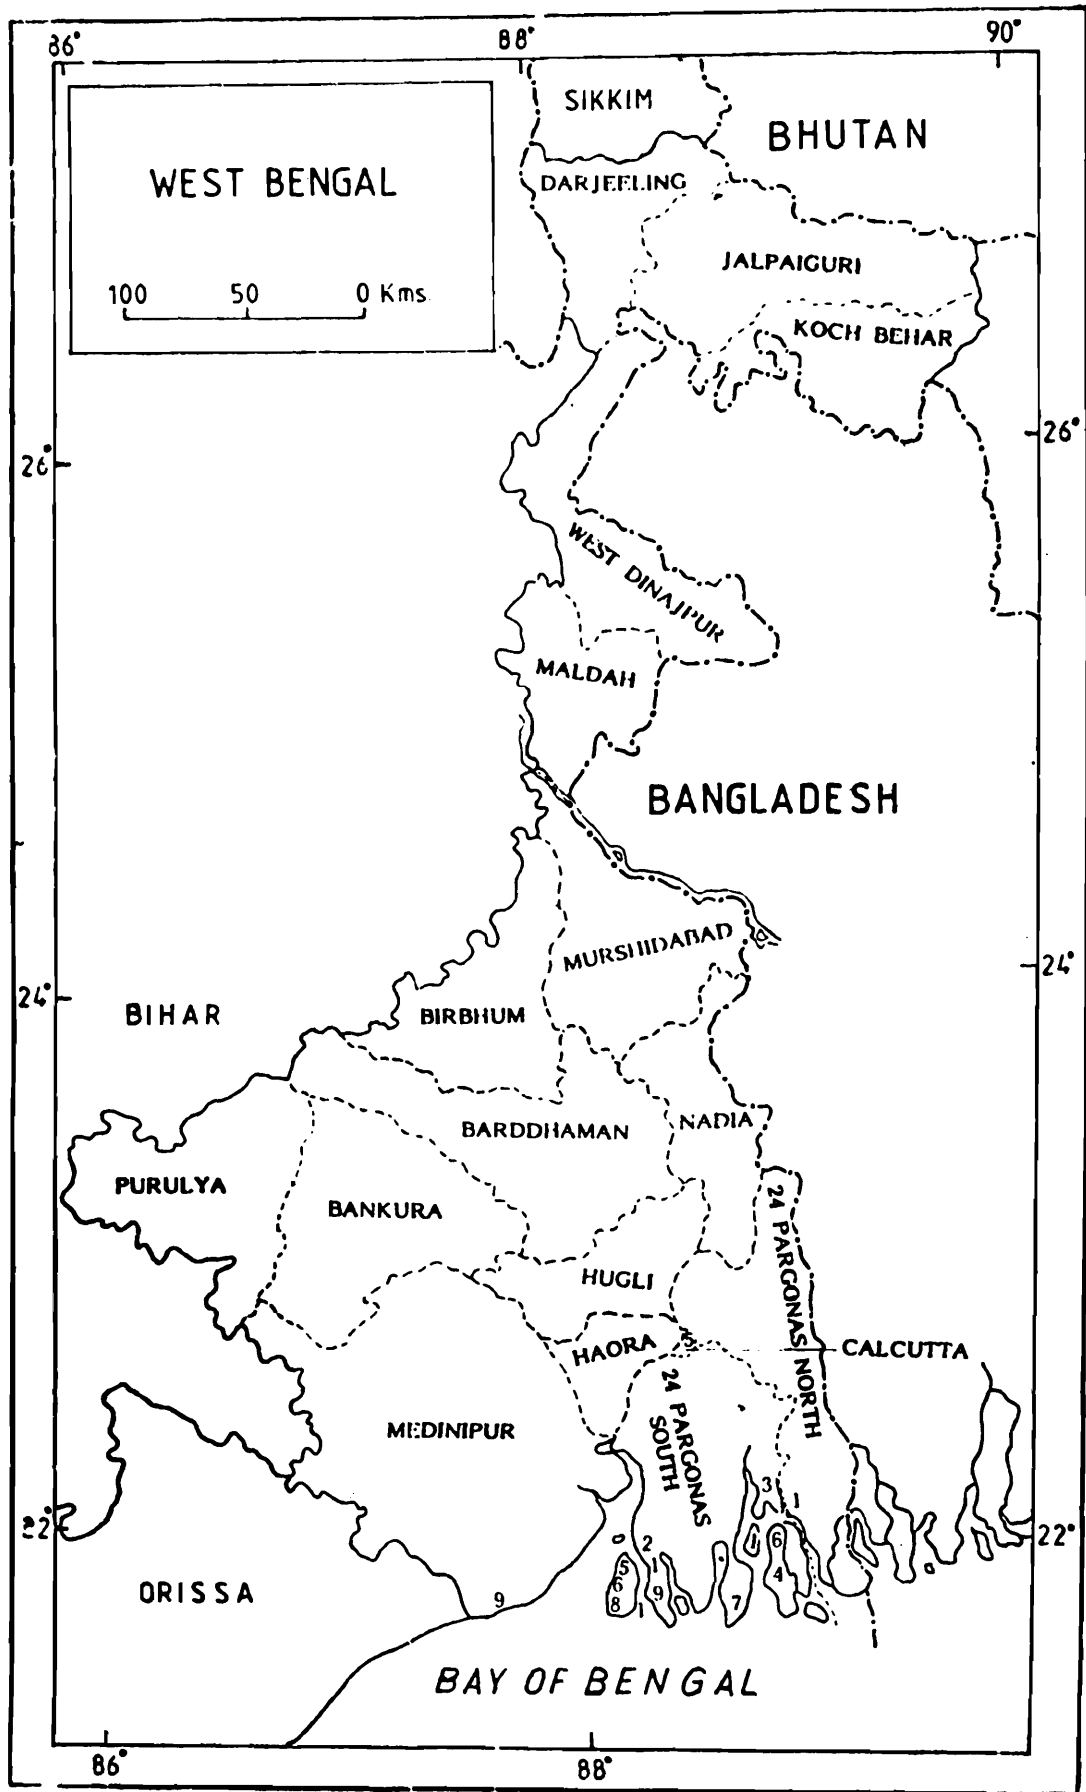 86°
88°
90°
WEST BENGAL
100 50 0 Kms.
SIKKIM
BHUTAN
DARJEELING
JALPAIGURI
KOCH BEHAR
26°
26°
WEST DINAJPUR
MALDAH
BANGLADESH
MURSHIDABAD
24°
24°
BIHAR
BIRBHUM
BARDDHAMAN
NADIA
PURULYA
BANKURA
24 PARGONAS NORTH
HUGLI
HAORA
CALCUTTA
24 PARGONAS
SOUTH
MEDINIPUR
3
1
22°
22°
2
1
6
5
1
6
9
4
8
1
7
9
ORISSA
BAY OF BENGAL
86°
88°